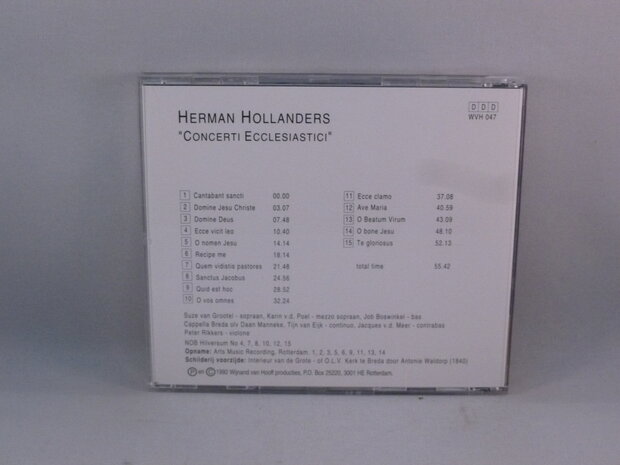 HERMAN HOLLANDERS
"CONCERTI ECCLESIASTICI"
D D D
WVH 047
1 Cantabant sancti 00.00
2 Domine Jesu Christe 03.07
3 Domine Deus 07.48
4 Ecce vicit leo 10.40
5 O nomen Jesu 14.14
6 Recipe me 18.14
7 Quem vidistis pastores 21.48
8 Sanctus Jacobus 24.56
9 Quid est hoc 28.52
10 O vos omnes 32.24
11 Ecce clamo 37.08
12 Ave Maria 40.59
13 O Beatum Virum 43.09
14 O bone Jesu 48.10
15 Te gloriosus 52.13
total time 55.42
Suze van Grootel - sopraan, Karin v.d. Poel - mezzo sopraan, Job Boswinkel - bas
Cappella Breda olv Daan Manneke, Tijn van Eijk - continuo, Jacques v.d. Meer - contrabas
Peter Rikkers - violone
NOB Hilversum No 4, 7, 8, 10, 12, 15
Opname: Arts Music Recording, Rotterdam. 1, 2, 3, 5, 6, 9, 11, 13, 14
Schilderij voorzijde: Interieur van de Grote - of O.L.V. Kerk te Breda door Antonie Waldorp (1840)
P en C 1990 Wijnand van Hooff producties, P.O. Box 25220, 3001 HE Rotterdam.